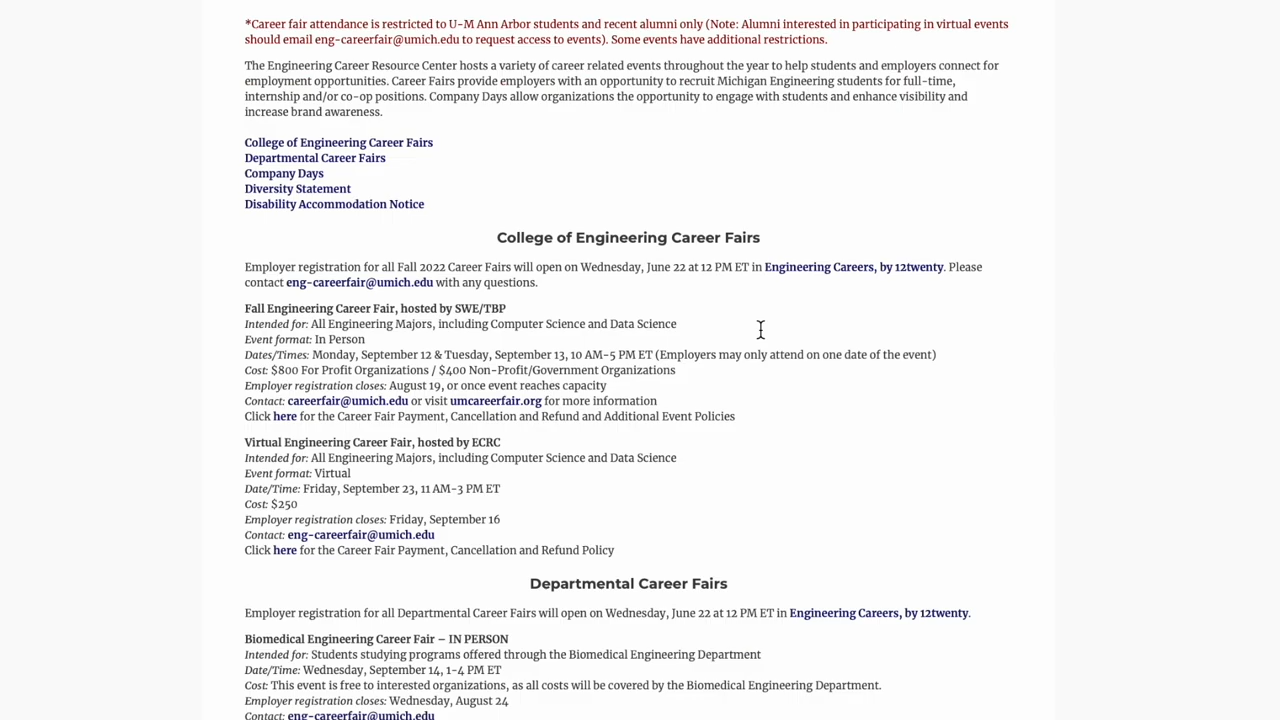 *Career fair attendance is restricted to U-M Ann Arbor students and recent alumni only (Note: Alumni interested in participating in virtual events
should email eng-careerfair@umich.edu to request access to events). Some events have additional restrictions.
The Engineering Career Resource Center hosts a variety of career related events throughout the year to help students and employers connect for
employment opportunities. Career Fairs provide employers with an opportunity to recruit Michigan Engineering students for full-time,
internship and/or co-op positions. Company Days allow organizations the opportunity to engage with students and enhance visibility and
increase brand awareness.
College of Engineering Career Fairs
Departmental Career Fairs
Company Days
Diversity Statement
Disability Accommodation Notice
College of Engineering Career Fairs
Employer registration for all Fall 2022 Career Fairs will open on Wednesday, June 22 at 12 PM ET in Engineering Careers, by 12twenty. Please
contact eng-careerfair@umich.edu with any questions.
Fall Engineering Career Fair, hosted by SWE/TBP
Intended for: All Engineering Majors, including Computer Science and Data Science
Event format: In Person
Dates/Times: Monday, September 12 & Tuesday, September 13, 10 AM-5 PM ET (Employers may only attend on one date of the event)
Cost: $800 For Profit Organizations / $400 Non-Profit/Government Organizations
Employer registration closes: August 19, or once event reaches capacity
Contact: careerfair@umich.edu or visit umcareerfair.org for more information
Click here for the Career Fair Payment, Cancellation and Refund and Additional Event Policies
Virtual Engineering Career Fair, hosted by ECRC
Intended for: All Engineering Majors, including Computer Science and Data Science
Event format: Virtual
Date/Time: Friday, September 23, 11 AM-3 PM ET
Cost: $250
Employer registration closes: Friday, September 16
Contact: eng-careerfair@umich.edu
Click here for the Career Fair Payment, Cancellation and Refund Policy
Departmental Career Fairs
Employer registration for all Departmental Career Fairs will open on Wednesday, June 22 at 12 PM ET in Engineering Careers, by 12twenty.
Biomedical Engineering Career Fair – IN PERSON
Intended for: Students studying programs offered through the Biomedical Engineering Department
Date/Time: Wednesday, September 14, 1-4 PM ET
Cost: This event is free to interested organizations, as all costs will be covered by the Biomedical Engineering Department.
Employer registration closes: Wednesday, August 24
Contact: eng-careerfair@umich.edu